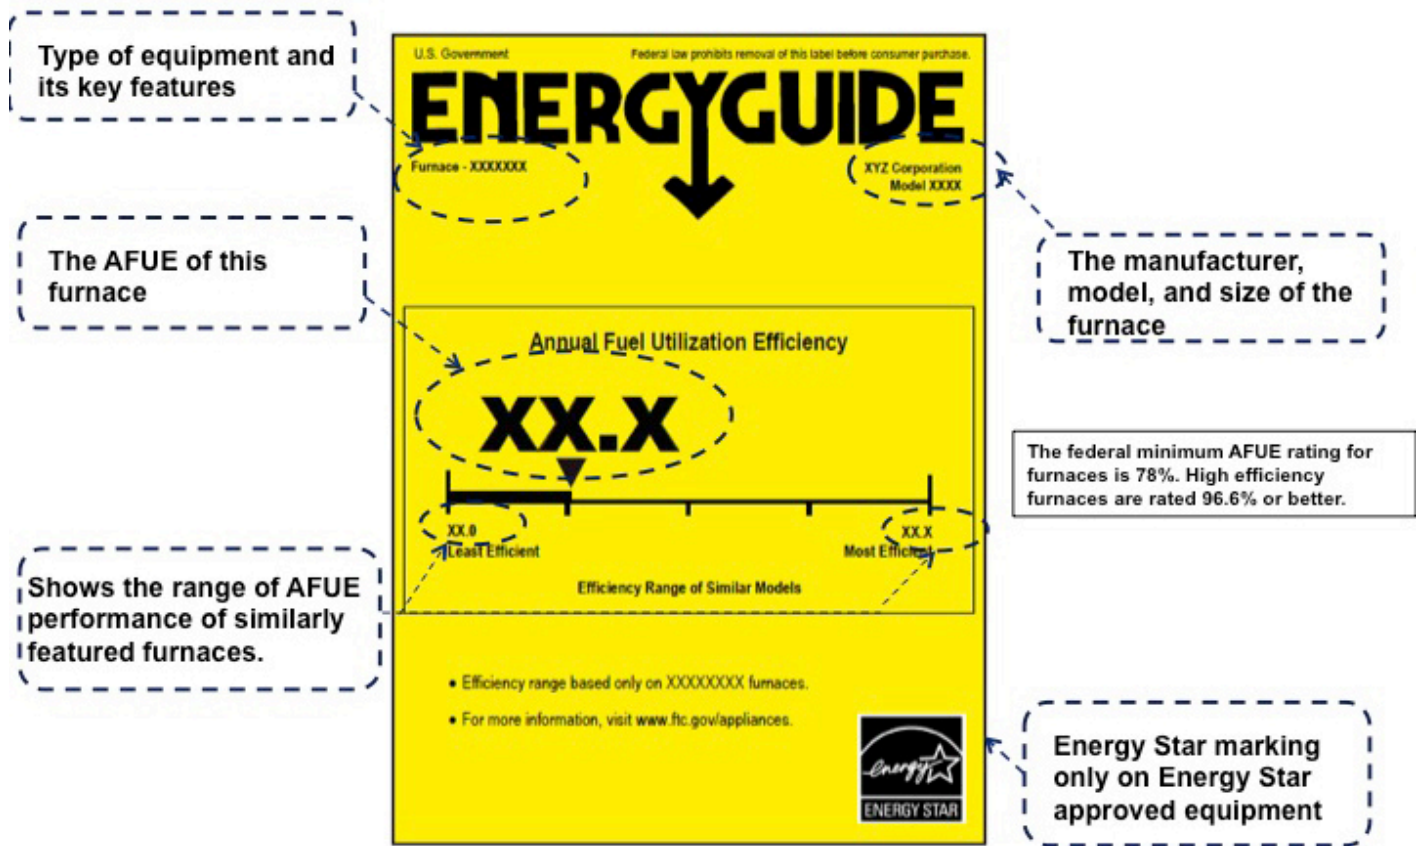 Type of equipment and
its key features
U.S. Government
Federal law prohibits removal of this label before consumer purchase.
ENERGYGUIDE
Furnace - XXXXXXX
XYZ Corporation
Model XXXX
The AFUE of this
furnace
The manufacturer,
model, and size of the
furnace
Annual Fuel Utilization Efficiency
XX.X
The federal minimum AFUE rating for
furnaces is 78%. High efficiency
furnaces are rated 96.6% or better.
XX.0
Least Efficient
XX.X
Most Efficient
Efficiency Range of Similar Models
Shows the range of AFUE
performance of similarly
featured furnaces.
• Efficiency range based only on XXXXXXXX furnaces.
• For more information, visit www.ftc.gov/appliances.
energy
ENERGY STAR
Energy Star marking
only on Energy Star
approved equipment